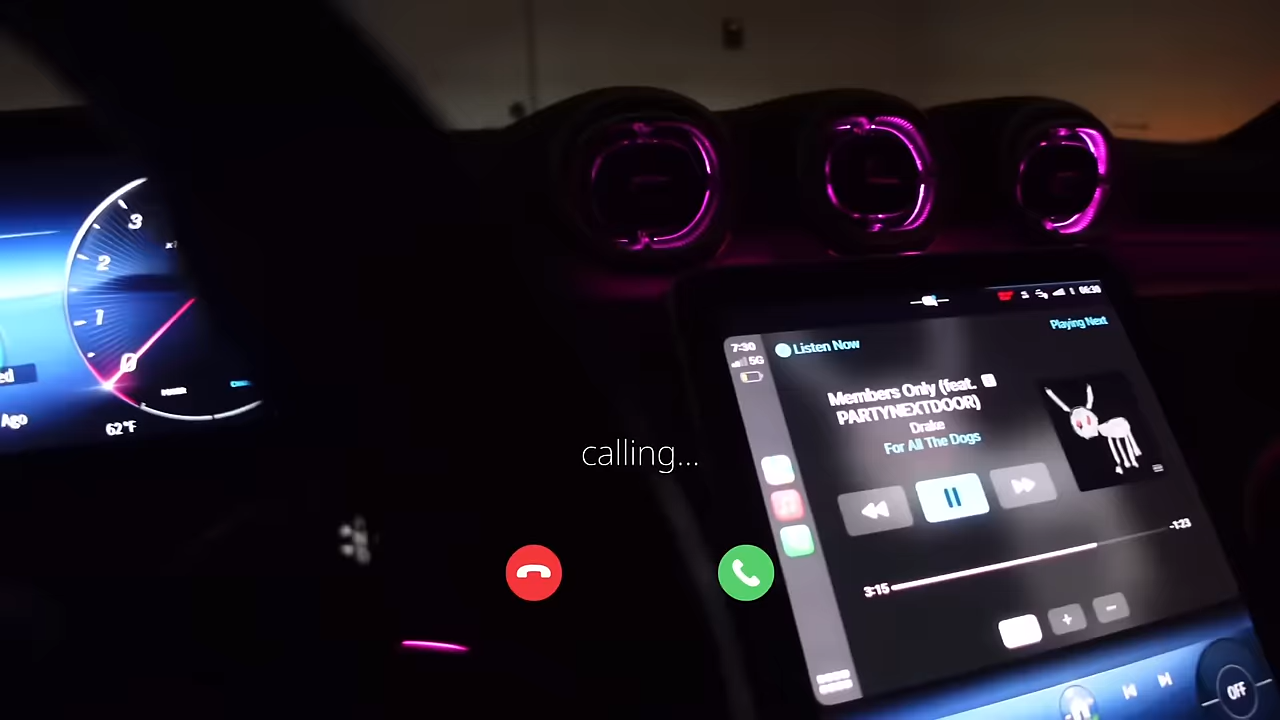 3
2
1
0
62°F
Ago
calling...
7:30
5G
Listen Now
Playing Next
Members Only (feat.
PARTYNEXTDOOR)
Drake
For All The Dogs
3:15
-1:23
+
-
OFF